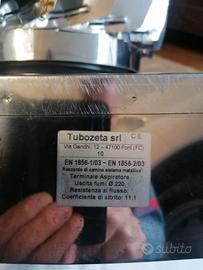 Tubozeta srl CE
Via Gandhi, 12 – 47100 Forlì (FC)
10
EN 1856-1/03 – EN 1856-2/03
Raccordo di camino sistema metallico
Terminale Aspiratore
Uscita fumi Ø 220
Resistenza al flusso:
Coefficiente di attrito: 11,1
subito